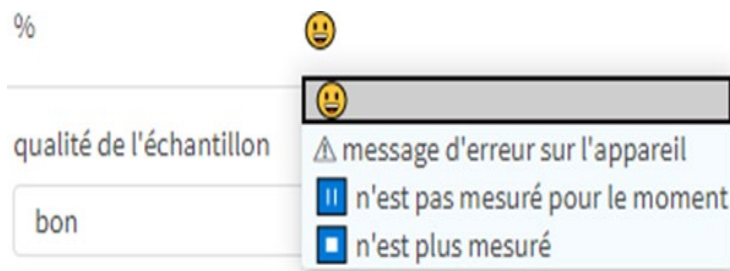 % 😃
😃
qualité de l'échantillon
⚠ message d'erreur sur l'appareil
⏸ n'est pas mesuré pour le moment
bon
⏹ n'est plus mesuré